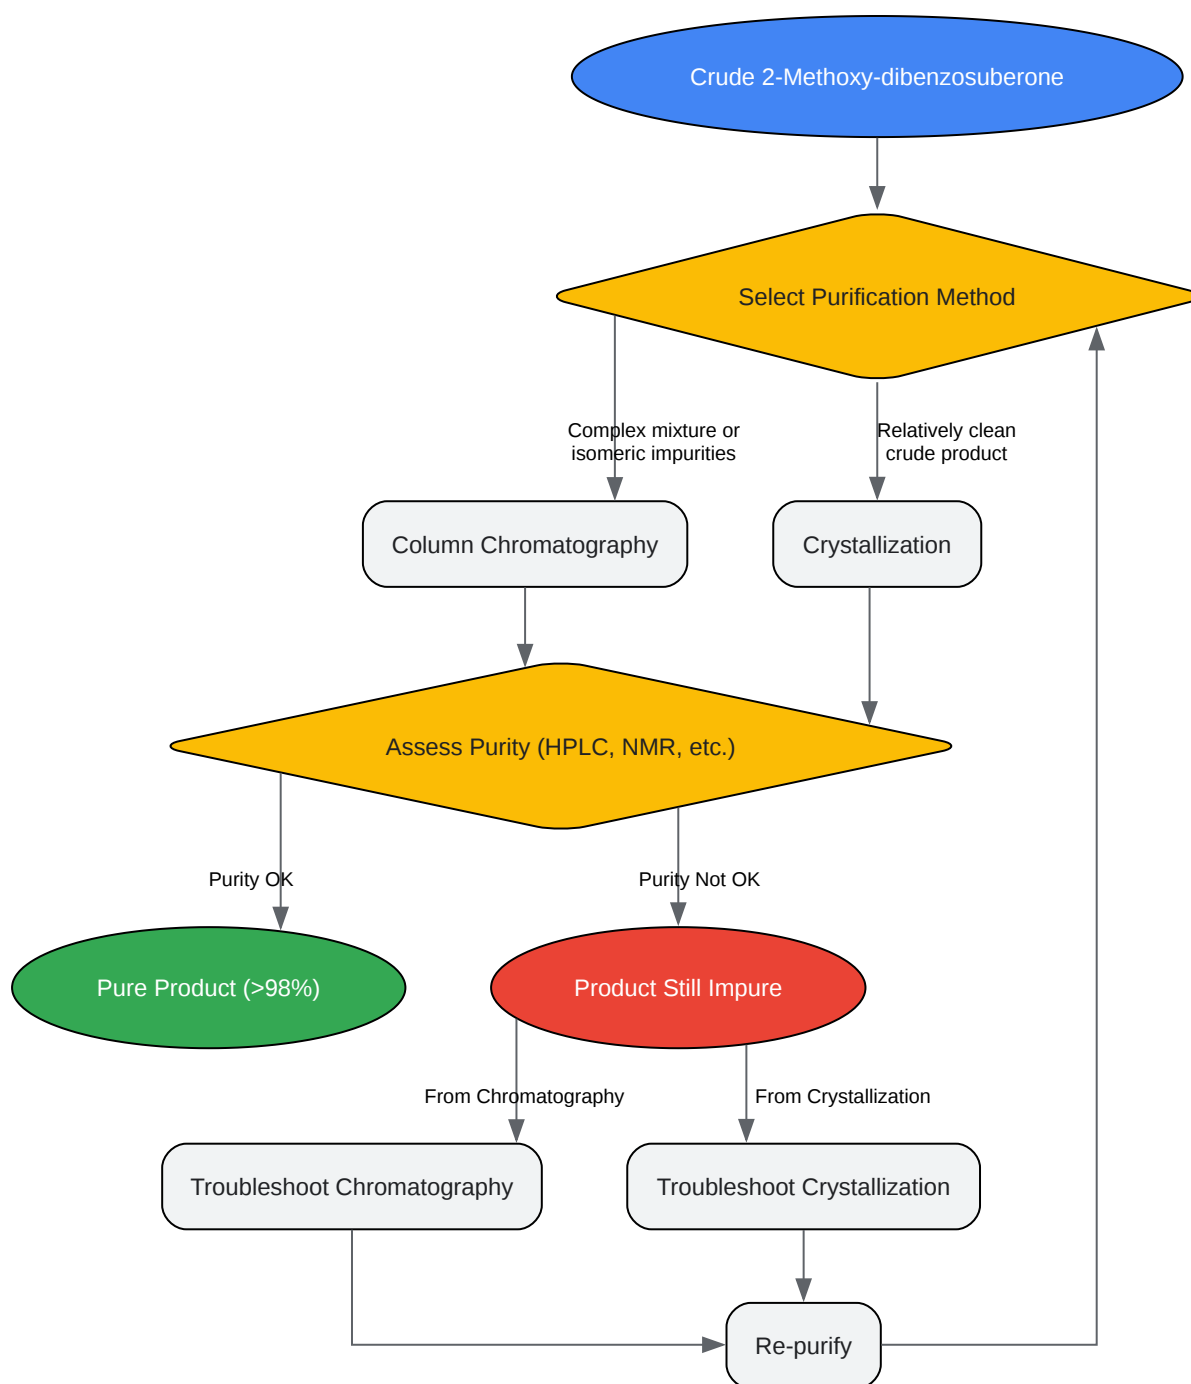 Crude 2-Methoxy-dibenzosuberone
Select Purification Method
Complex mixture or
isomeric impurities
Relatively clean
crude product
Column Chromatography
Crystallization
Assess Purity (HPLC, NMR, etc.)
Purity OK
Purity Not OK
Pure Product (>98%)
Product Still Impure
From Chromatography
From Crystallization
Troubleshoot Chromatography
Troubleshoot Crystallization
Re-purify